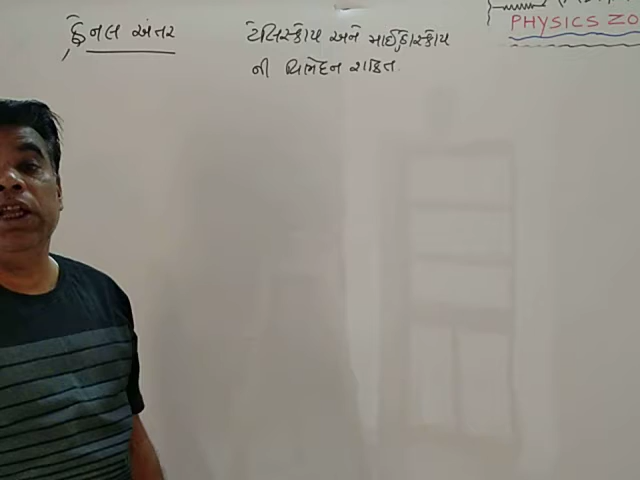 ફ્રેનલ અંતર
ટેલિસ્કોપ અને માઈક્રોસ્કોપ
ની વિભેદન શક્તિ.
PHYSICS ZO